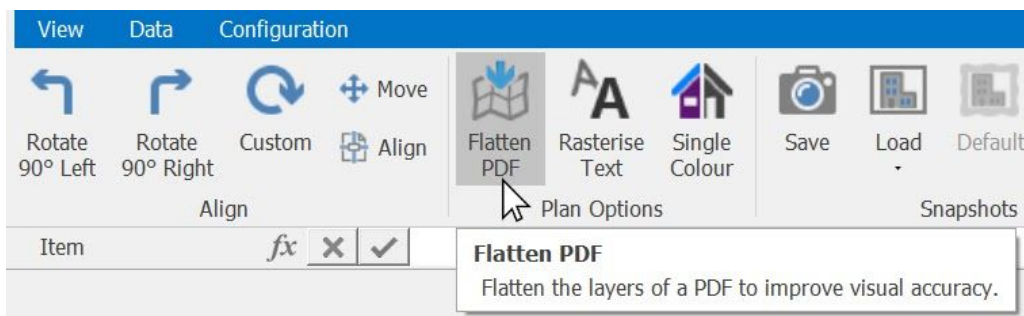 View Data Configuration
Rotate 90° Left
Rotate 90° Right
Custom
Move
Align
Flatten PDF
Rasterise Text
Single Colour
Save
Load
Default
Align
Plan Options
Snapshots
Item fx
Flatten PDF
Flatten the layers of a PDF to improve visual accuracy.